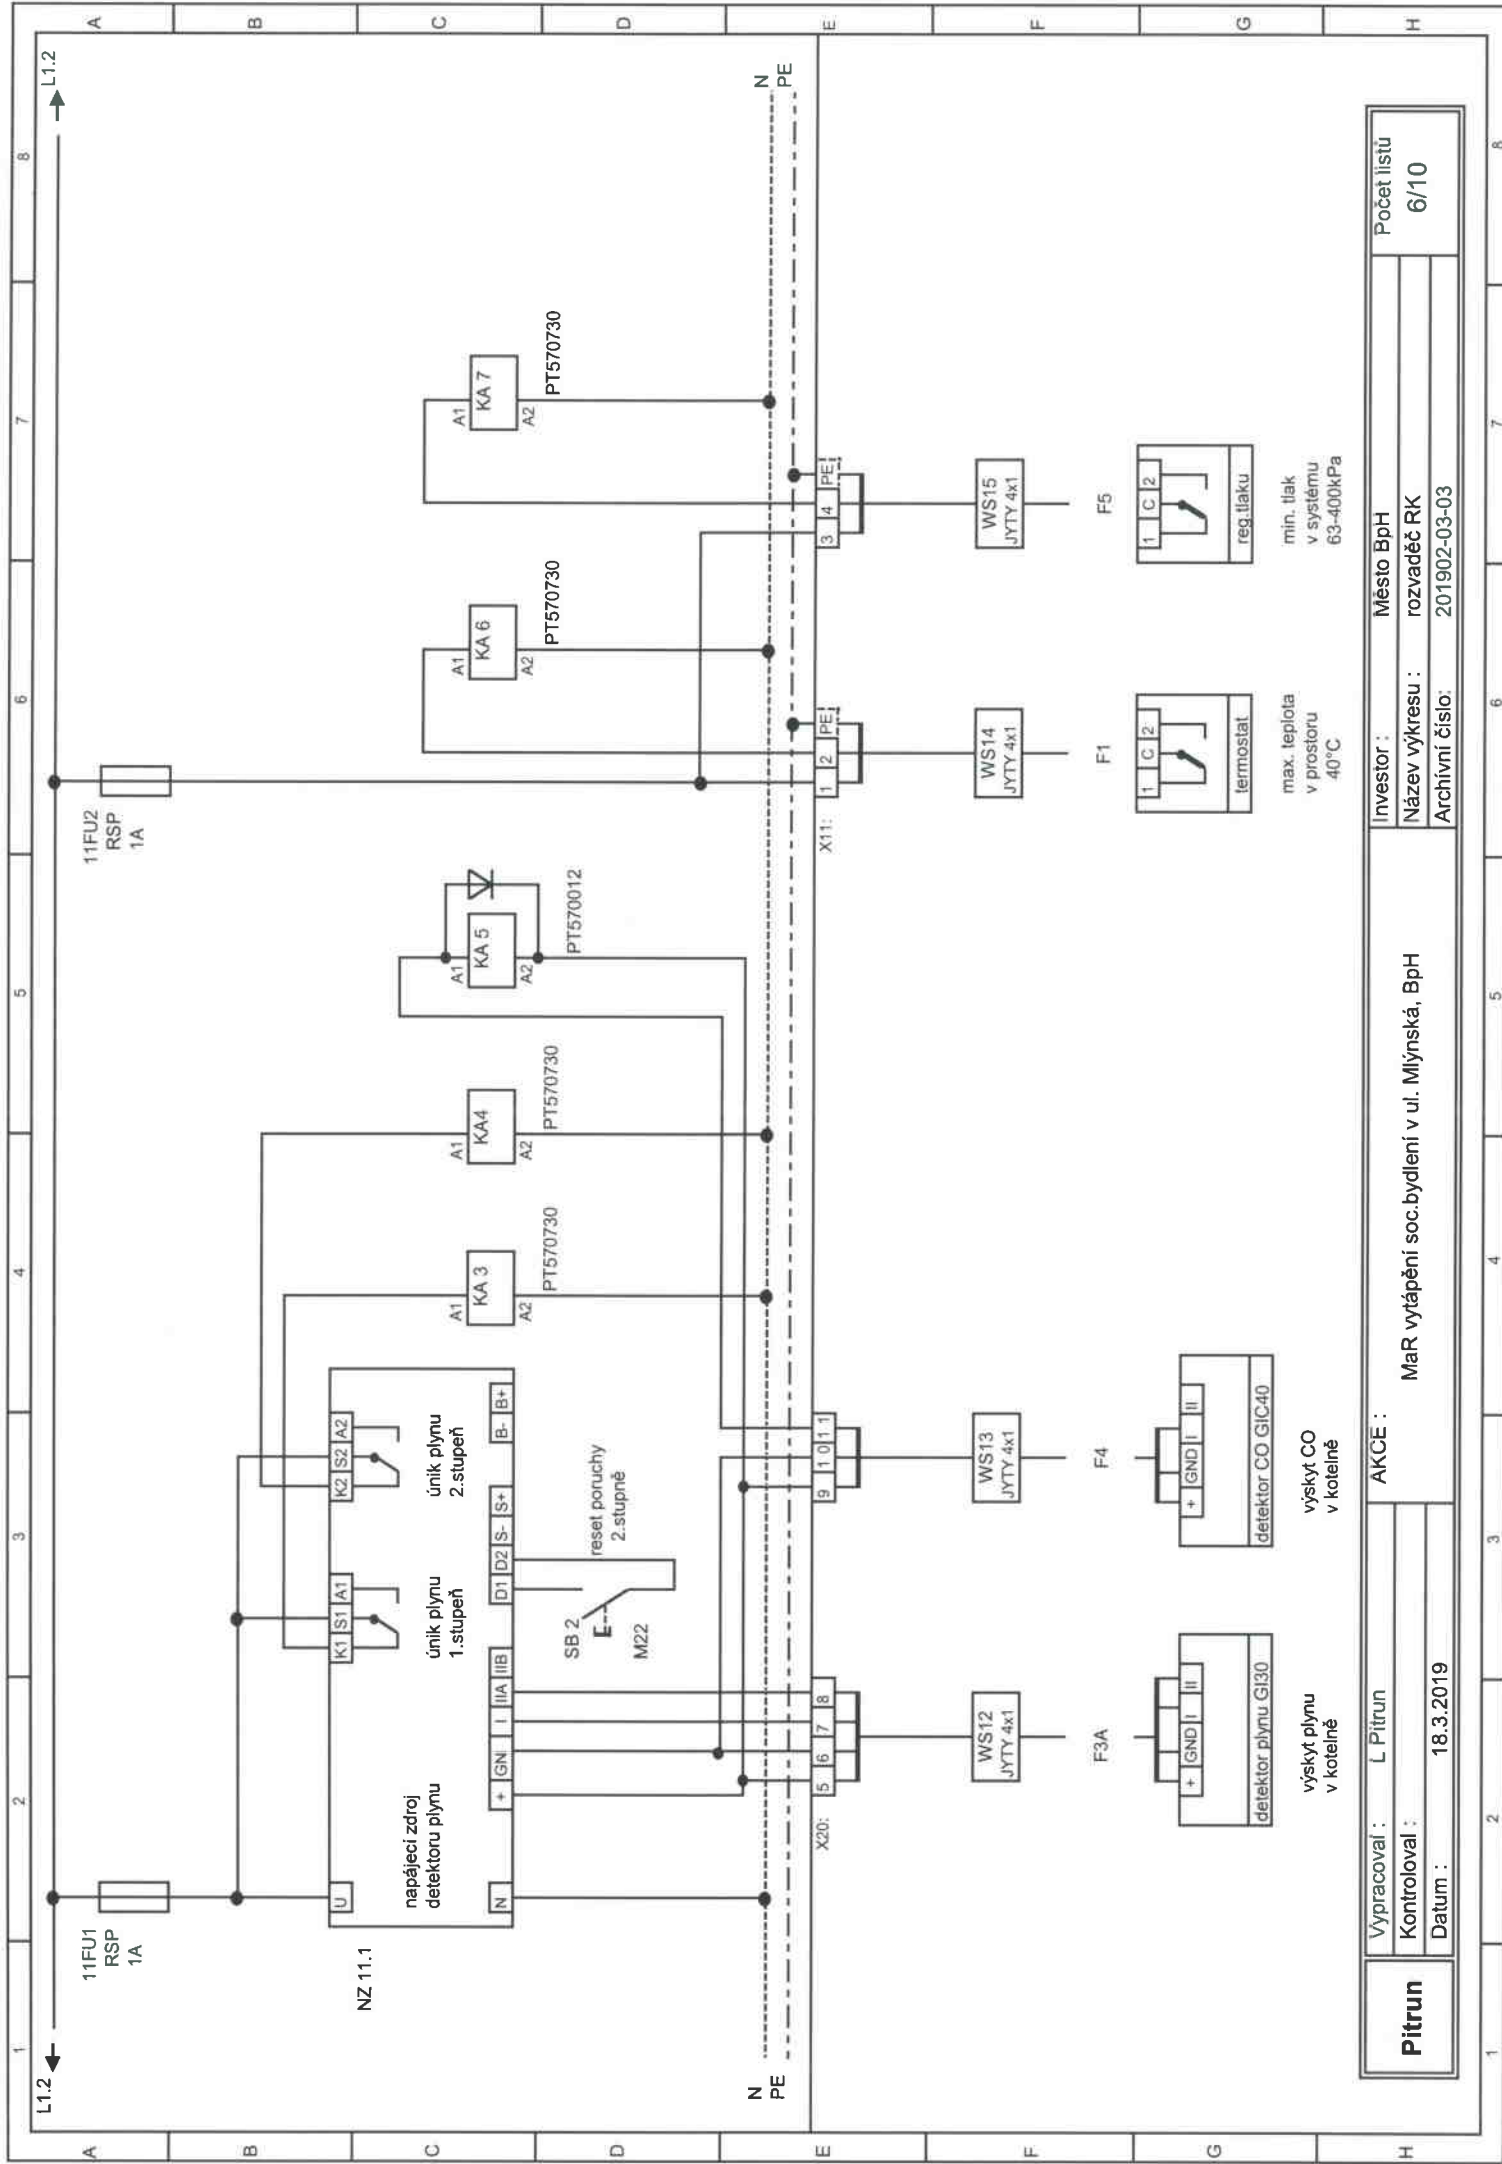 1 2 3 4 5 6 7 8
A
B
C
D
E
F
G
H
L1.2
L1.2
11FU1
RSP
1A
11FU2
RSP
1A
NZ 11.1
U
K1 S1 A1
K2 S2 A2
napájecí zdroj
detektoru plynu
únik plynu
1.stupeň
únik plynu
2.stupeň
N
+ GN I IIA IIB
D1 D2 S- S+
B- B+
SB 2
M22
reset poruchy
2.stupně
A1
KA 3
A2
PT570730
A1
KA4
A2
PT570730
A1
KA 5
A2
PT570012
A1
KA 6
A2
PT570730
A1
KA 7
A2
PT570730
N
PE
N
PE
X20:
5 6 7 8
9 10 11
X11:
1 2 PE
3 4 PE
WS12
JYTY 4x1
WS13
JYTY 4x1
WS14
JYTY 4x1
WS15
JYTY 4x1
F3A
F4
F1
F5
+ GND I II
detektor plynu GI30
+ GND I II
detektor CO GIC40
1 C 2
termostat
1 C 2
reg.tlaku
výskyt plynu
v kotelně
výskyt CO
v kotelně
max. teplota
v prostoru
40°C
min. tlak
v systému
63-400kPa
Pitrun
Vypracoval : L Pitrun
Kontroloval :
Datum : 18.3.2019
AKCE :
MaR vytápění soc.bydlení v ul. Mlýnská, BpH
Investor : Město BpH
Název výkresu : rozvaděč RK
Archívní číslo: 201902-03-03
Počet listů
6/10
A
B
C
D
E
F
G
H
1 2 3 4 5 6 7 8